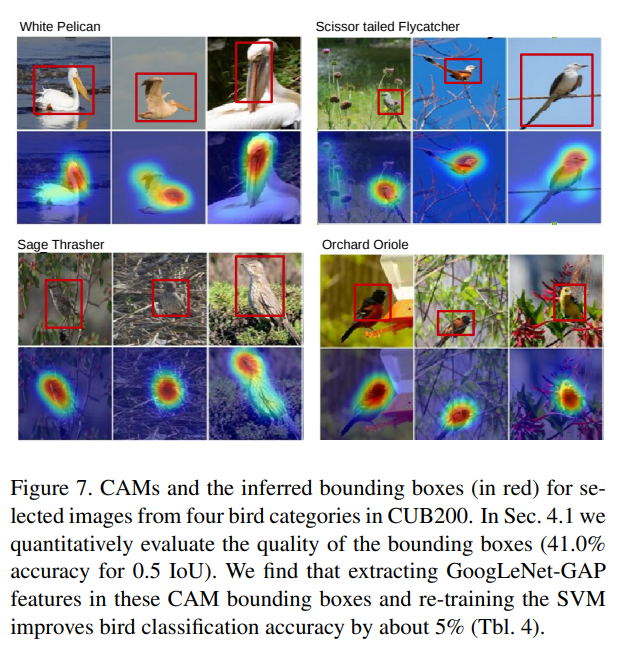 White Pelican
Scissor tailed Flycatcher
Sage Thrasher
Orchard Oriole
Figure 7. CAMs and the inferred bounding boxes (in red) for se-
lected images from four bird categories in CUB200. In Sec. 4.1 we
quantitatively evaluate the quality of the bounding boxes (41.0%
accuracy for 0.5 IoU). We find that extracting GoogLeNet-GAP
features in these CAM bounding boxes and re-training the SVM
improves bird classification accuracy by about 5% (Tbl. 4).